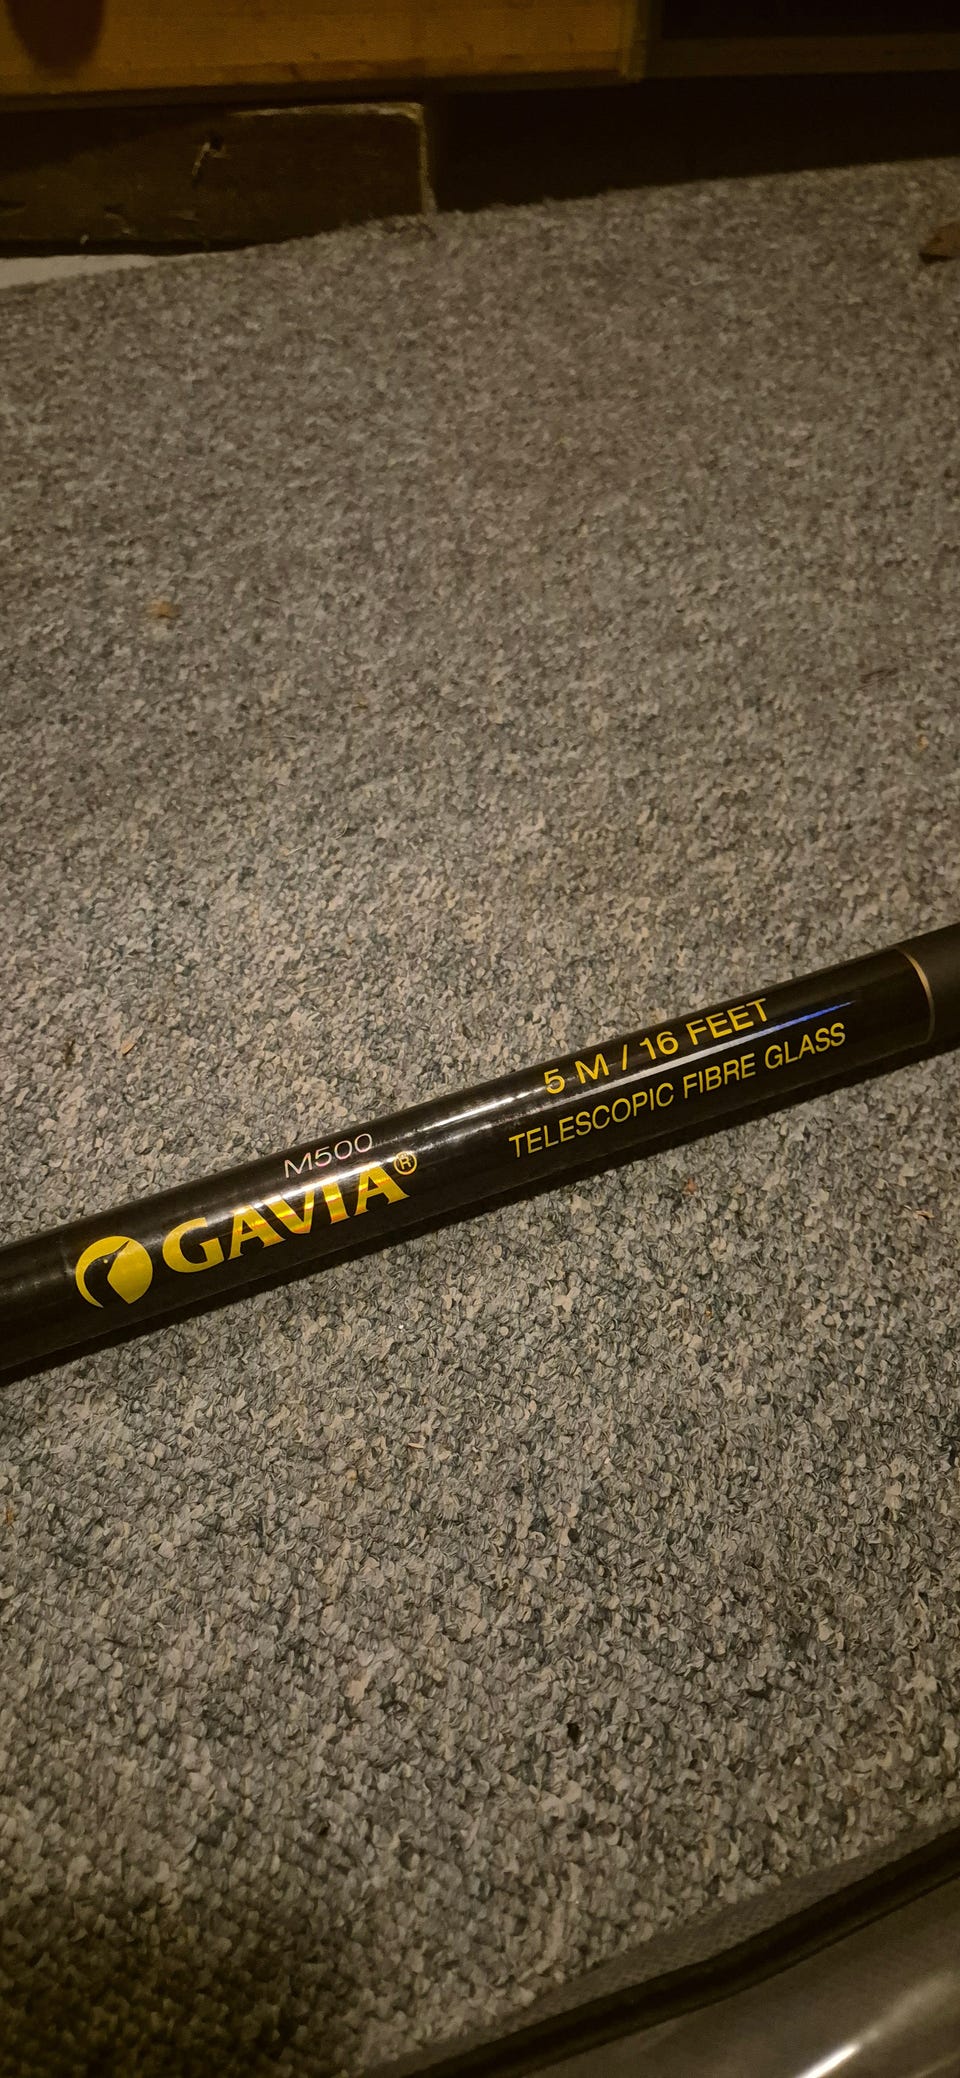 M500
GAVIA®
5 M / 16 FEET
TELESCOPIC FIBRE GLASS